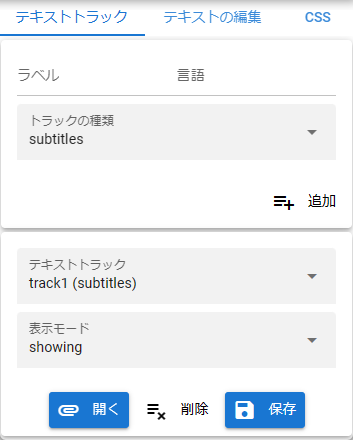 テキストトラック テキストの編集 CSS
ラベル 言語
トラックの種類
subtitles
追加
テキストトラック
track1 (subtitles)
表示モード
showing
開く 削除 保存